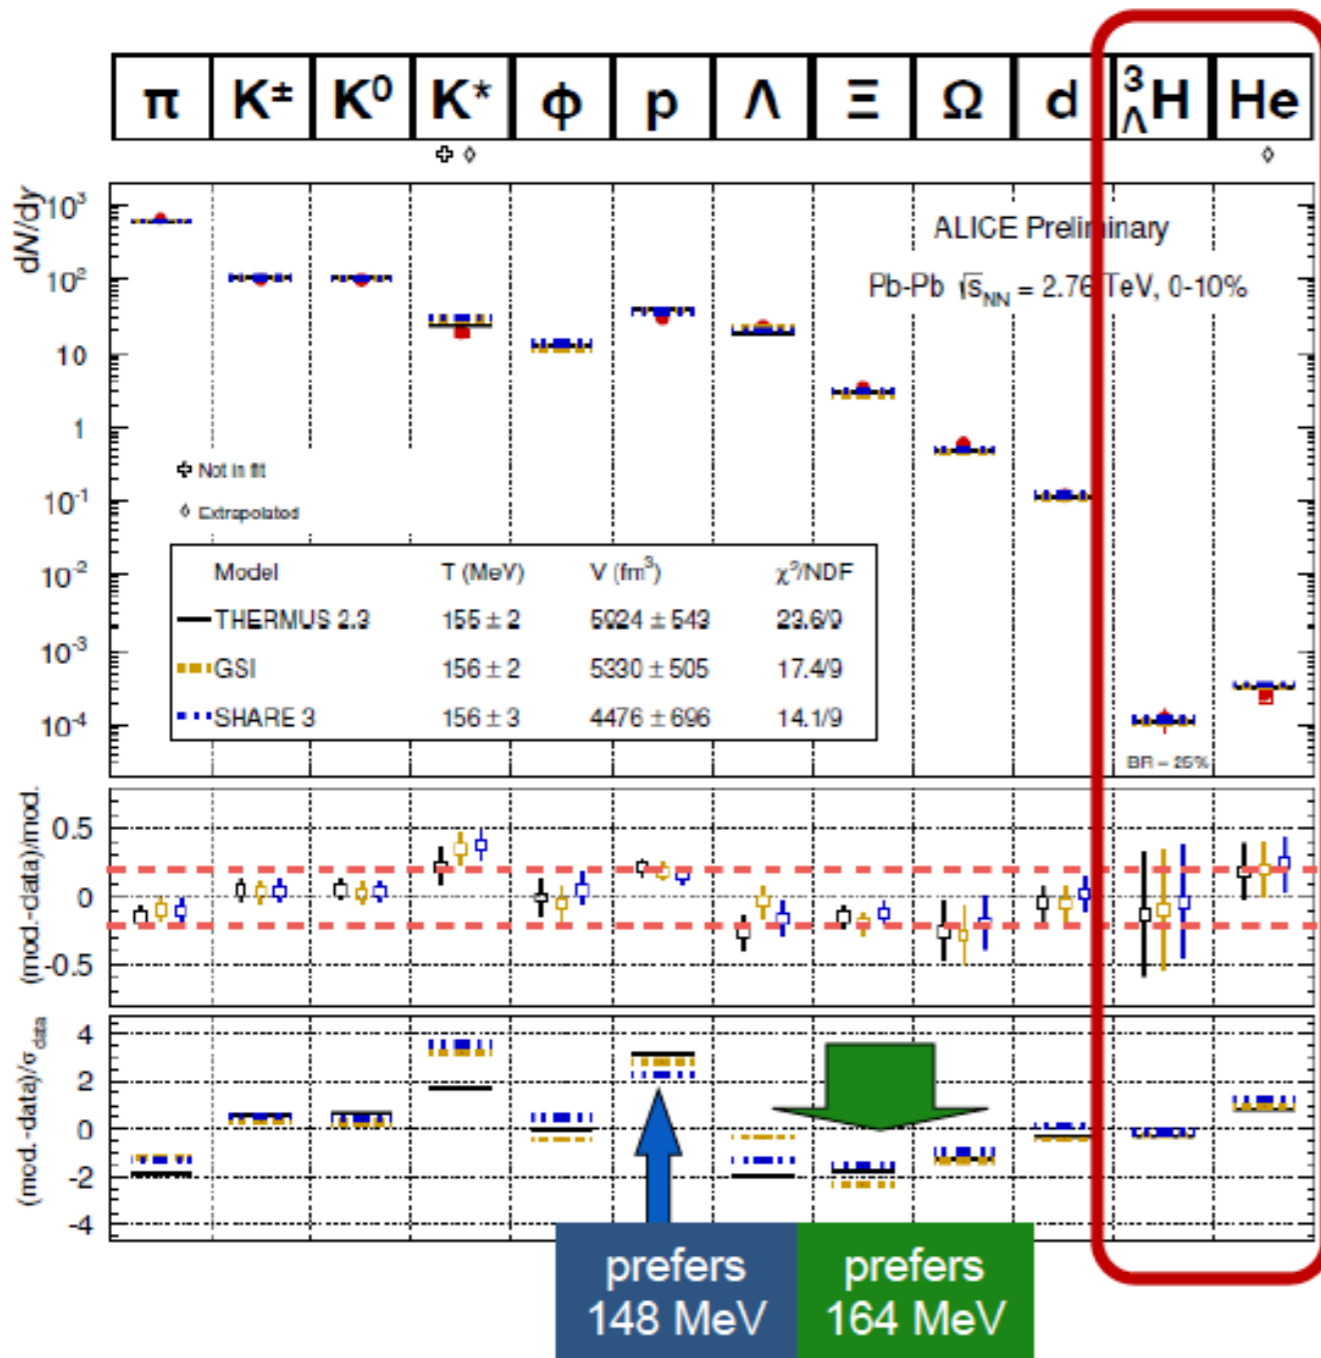 π K± K⁰ K* ϕ p Λ Ξ Ω d ³ΛH He
dN/dy
10³
10²
10
1
10⁻¹
10⁻²
10⁻³
10⁻⁴
ALICE Preliminary
Pb-Pb √sNN = 2.76 TeV, 0-10%
Not in fit
Extrapolated
Model T (MeV) V (fm³) χ²/NDF
THERMUS 2.3 155 ± 2 5924 ± 543 23.6/9
GSI 156 ± 2 5330 ± 505 17.4/9
SHARE 3 156 ± 3 4476 ± 696 14.1/9
BR = 25%
(mod.-data)/mod.
0.5
0
-0.5
(mod.-data)/σdata
4
2
0
-2
-4
prefers
148 MeV
prefers
164 MeV